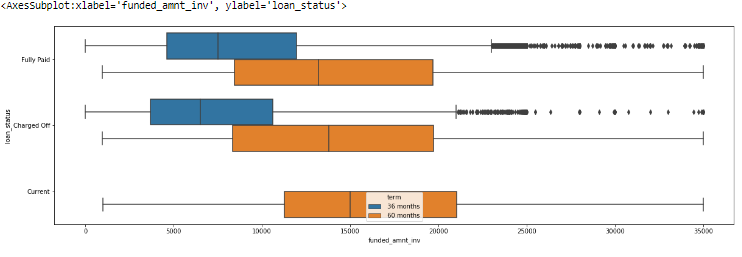 <AxesSubplot:xlabel='funded_amnt_inv', ylabel='loan_status'>
Fully Paid
Charged Off
Current
loan_status
term
36 months
60 months
0 5000 10000 15000 20000 25000 30000 35000
funded_amnt_inv